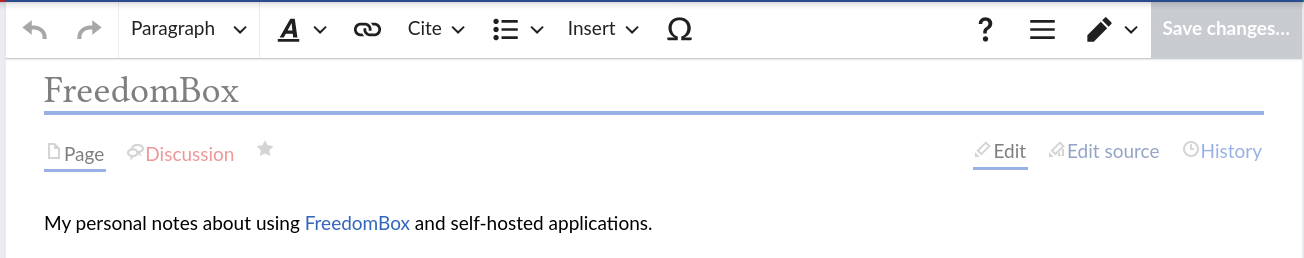 Paragraph A Cite Insert Ω ? Save changes...
FreedomBox
Page Discussion Edit Edit source History
My personal notes about using FreedomBox and self-hosted applications.